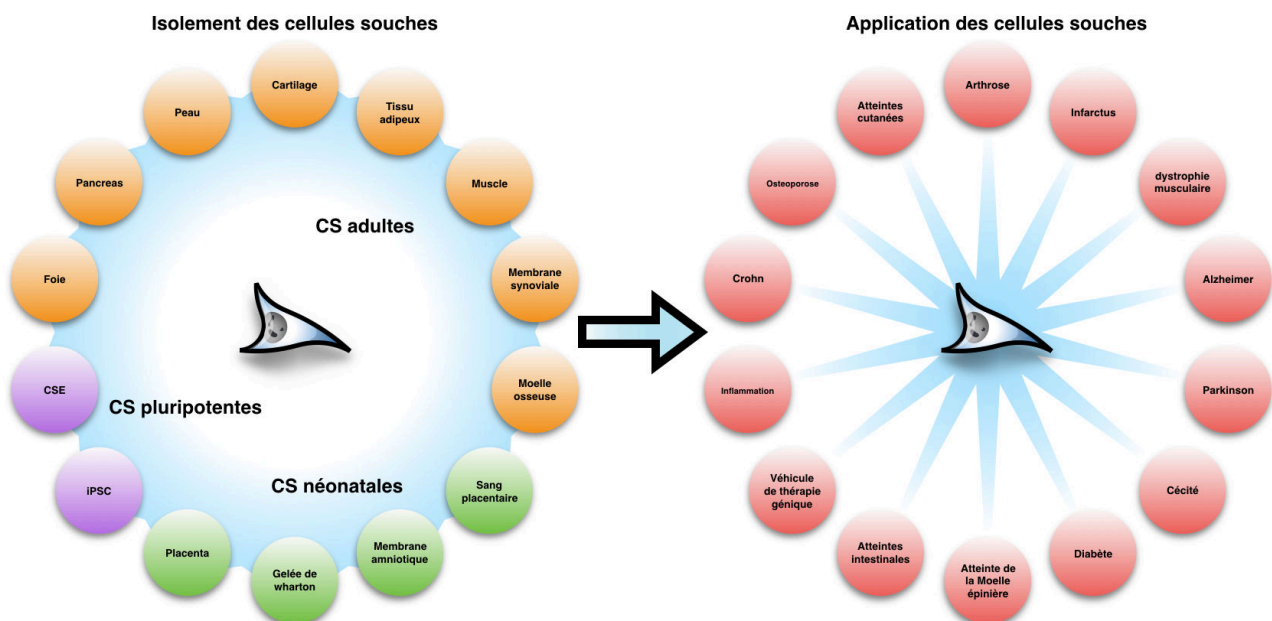 Isolement des cellules souches
Cartilage
Tissu
adipeux
Muscle
Membrane
synoviale
Moelle
osseuse
Sang
placentaire
Membrane
amniotique
Gelée de
wharton
Placenta
iPSC
CSE
Foie
Pancreas
Peau
CS adultes
CS pluripotentes
CS néonatales
Application des cellules souches
Arthrose
Infarctus
dystrophie
musculaire
Alzheimer
Parkinson
Cécité
Diabète
Atteinte de
la Moelle
épinière
Atteintes
intestinales
Véhicule
de thérapie
génique
Inflammation
Crohn
Osteoporose
Atteintes
cutanées